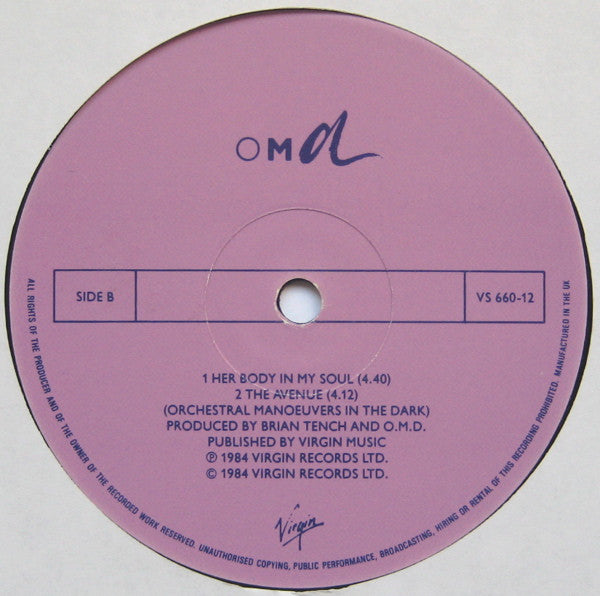 OMD
SIDE B
VS 660-12
1 HER BODY IN MY SOUL (4.40)
2 THE AVENUE (4.12)
(ORCHESTRAL MANOEUVERS IN THE DARK)
PRODUCED BY BRIAN TENCH AND O.M.D.
PUBLISHED BY VIRGIN MUSIC
℗ 1984 VIRGIN RECORDS LTD.
© 1984 VIRGIN RECORDS LTD.
Virgin
ALL RIGHTS OF THE PRODUCER AND OF THE OWNER OF THE RECORDED WORK RESERVED. UNAUTHORISED COPYING, PUBLIC PERFORMANCE, BROADCASTING, HIRING OR RENTAL OF THIS RECORDING PROHIBITED. MANUFACTURED IN THE UK